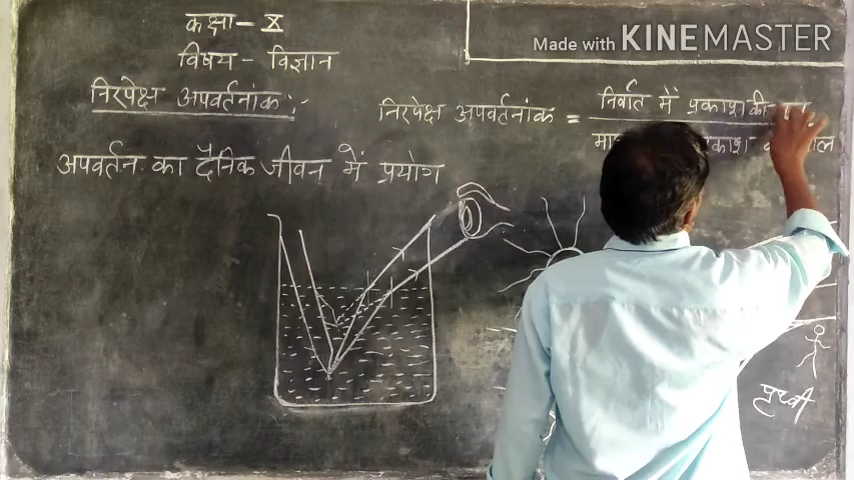 कक्षा - X
विषय - विज्ञान
Made with KINEMASTER
निरपेक्ष अपवर्तनांक :-
निरपेक्ष अपवर्तनांक = निर्वात में प्रकाश की
अपवर्तन का दैनिक जीवन में प्रयोग
पृथ्वी